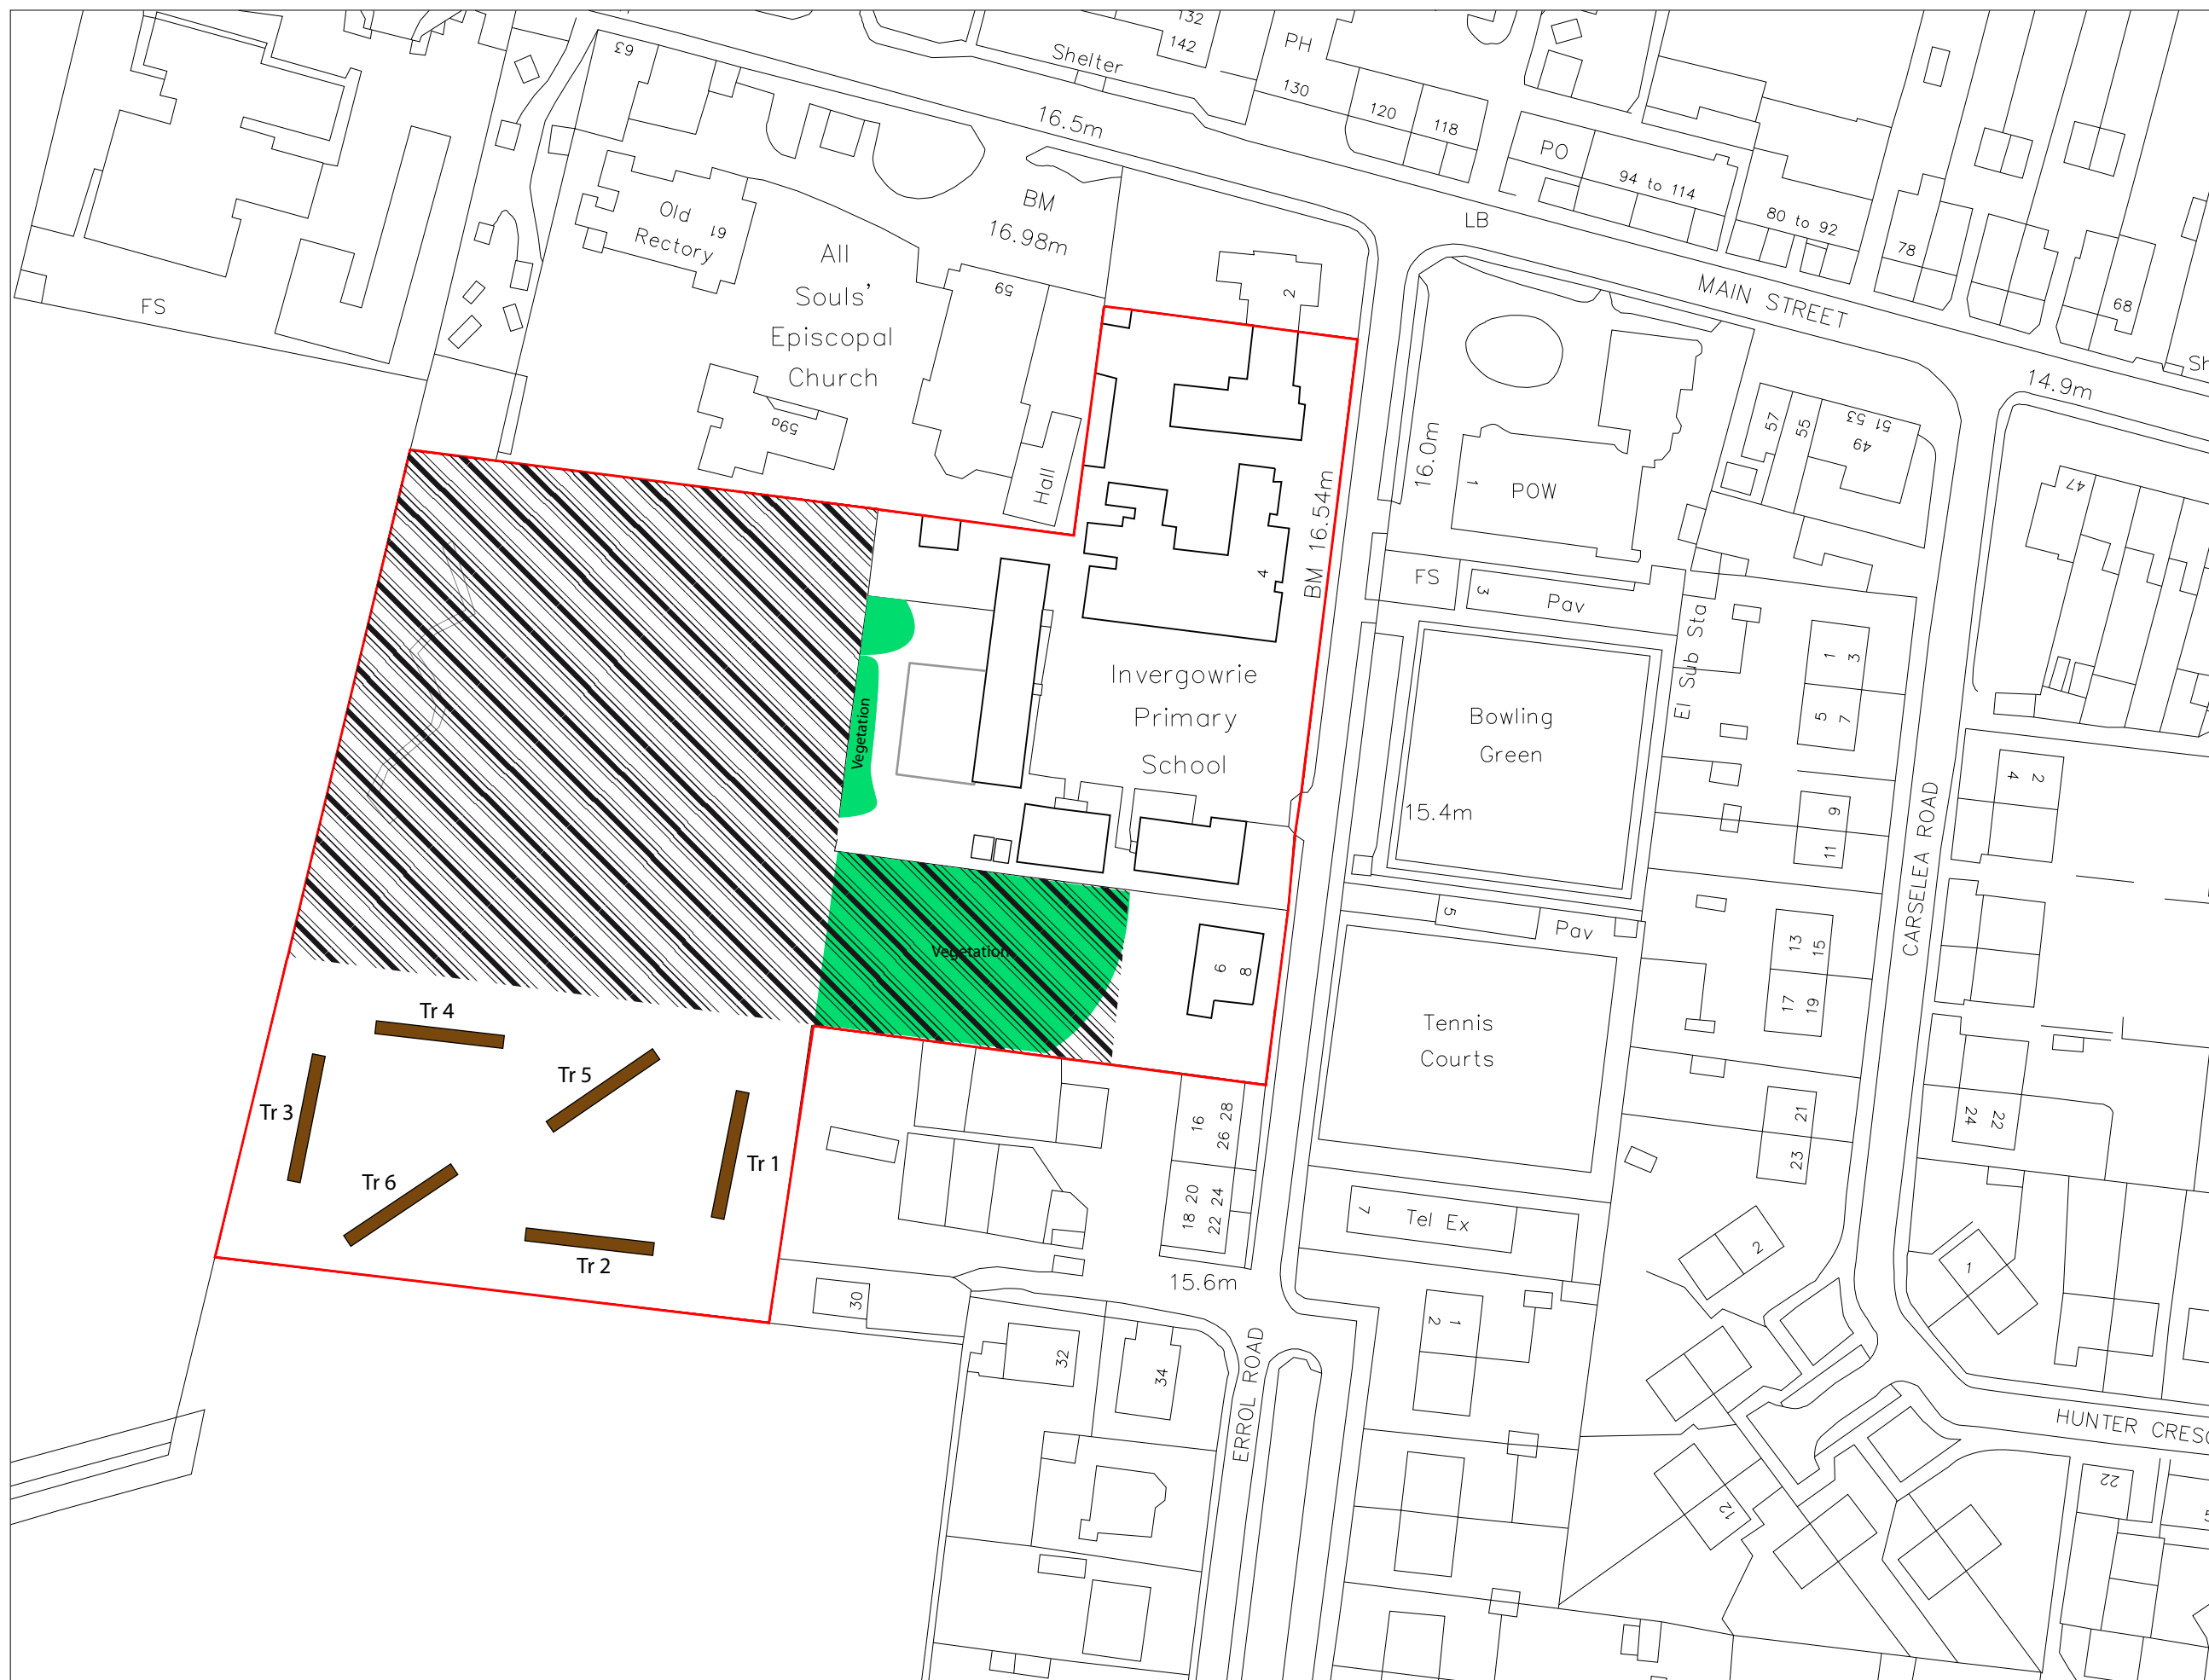 63
132
142
Shelter
PH
130
120
118
16.5m
PO
94 to 114
80 to 92
78
68
LB
MAIN STREET
14.9m
Old
Rectory
61
All
Souls'
Episcopal
Church
BM
16.98m
59
59a
Hall
2
FS
16.0m
BM 16.54m
POW
1
57
55
51 53
49
47
FS
3
Pav
El Sub Sta
4
Invergowrie
Primary
School
Vegetation
Vegetation
Bowling
Green
15.4m
1
3
5
7
9
11
2
4
CARSELEA ROAD
5
Pav
13
15
17
19
6
8
Tennis
Courts
21
23
22
24
Tr 4
Tr 5
Tr 3
Tr 1
Tr 6
Tr 2
16
26 28
18 20
22 24
7
Tel Ex
15.6m
2
1
30
32
34
1
2
ERROL ROAD
HUNTER CRESC
22
12